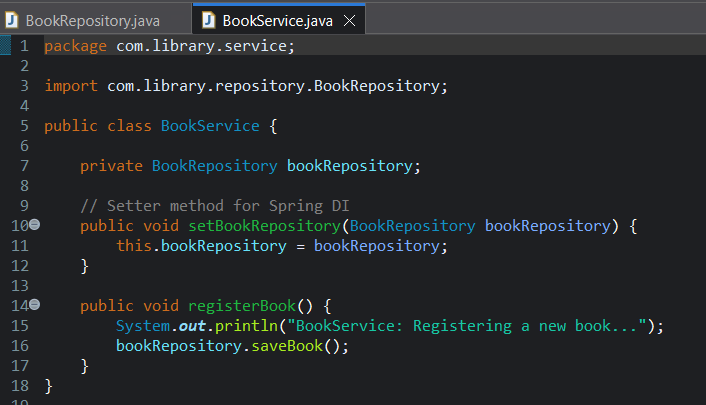 BookRepository.java BookService.java
1 package com.library.service;
2
3 import com.library.repository.BookRepository;
4
5 public class BookService {
6
7     private BookRepository bookRepository;
8
9     // Setter method for Spring DI
10     public void setBookRepository(BookRepository bookRepository) {
11         this.bookRepository = bookRepository;
12     }
13
14     public void registerBook() {
15         System.out.println("BookService: Registering a new book...");
16         bookRepository.saveBook();
17     }
18 }
19